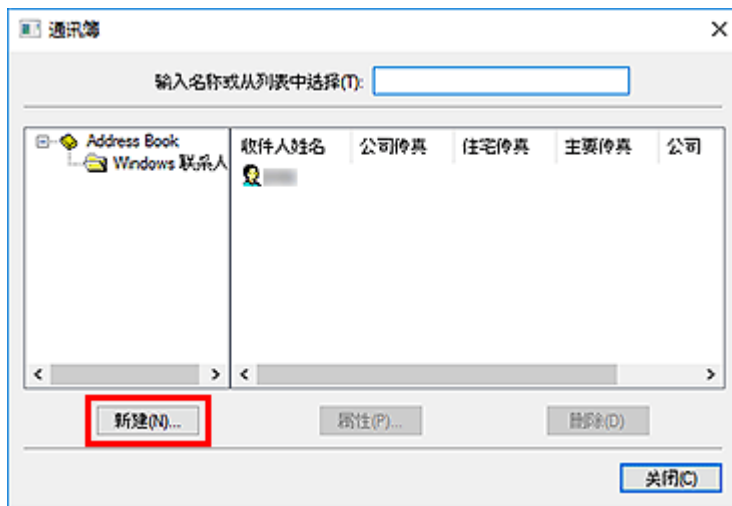 通讯簿
输入名称或从列表中选择(T):
Address Book
Windows 联系人
收件人姓名 公司传真 住宅传真 主要传真 公司
新建(N)... 属性(P)... 删除(D)
关闭(C)